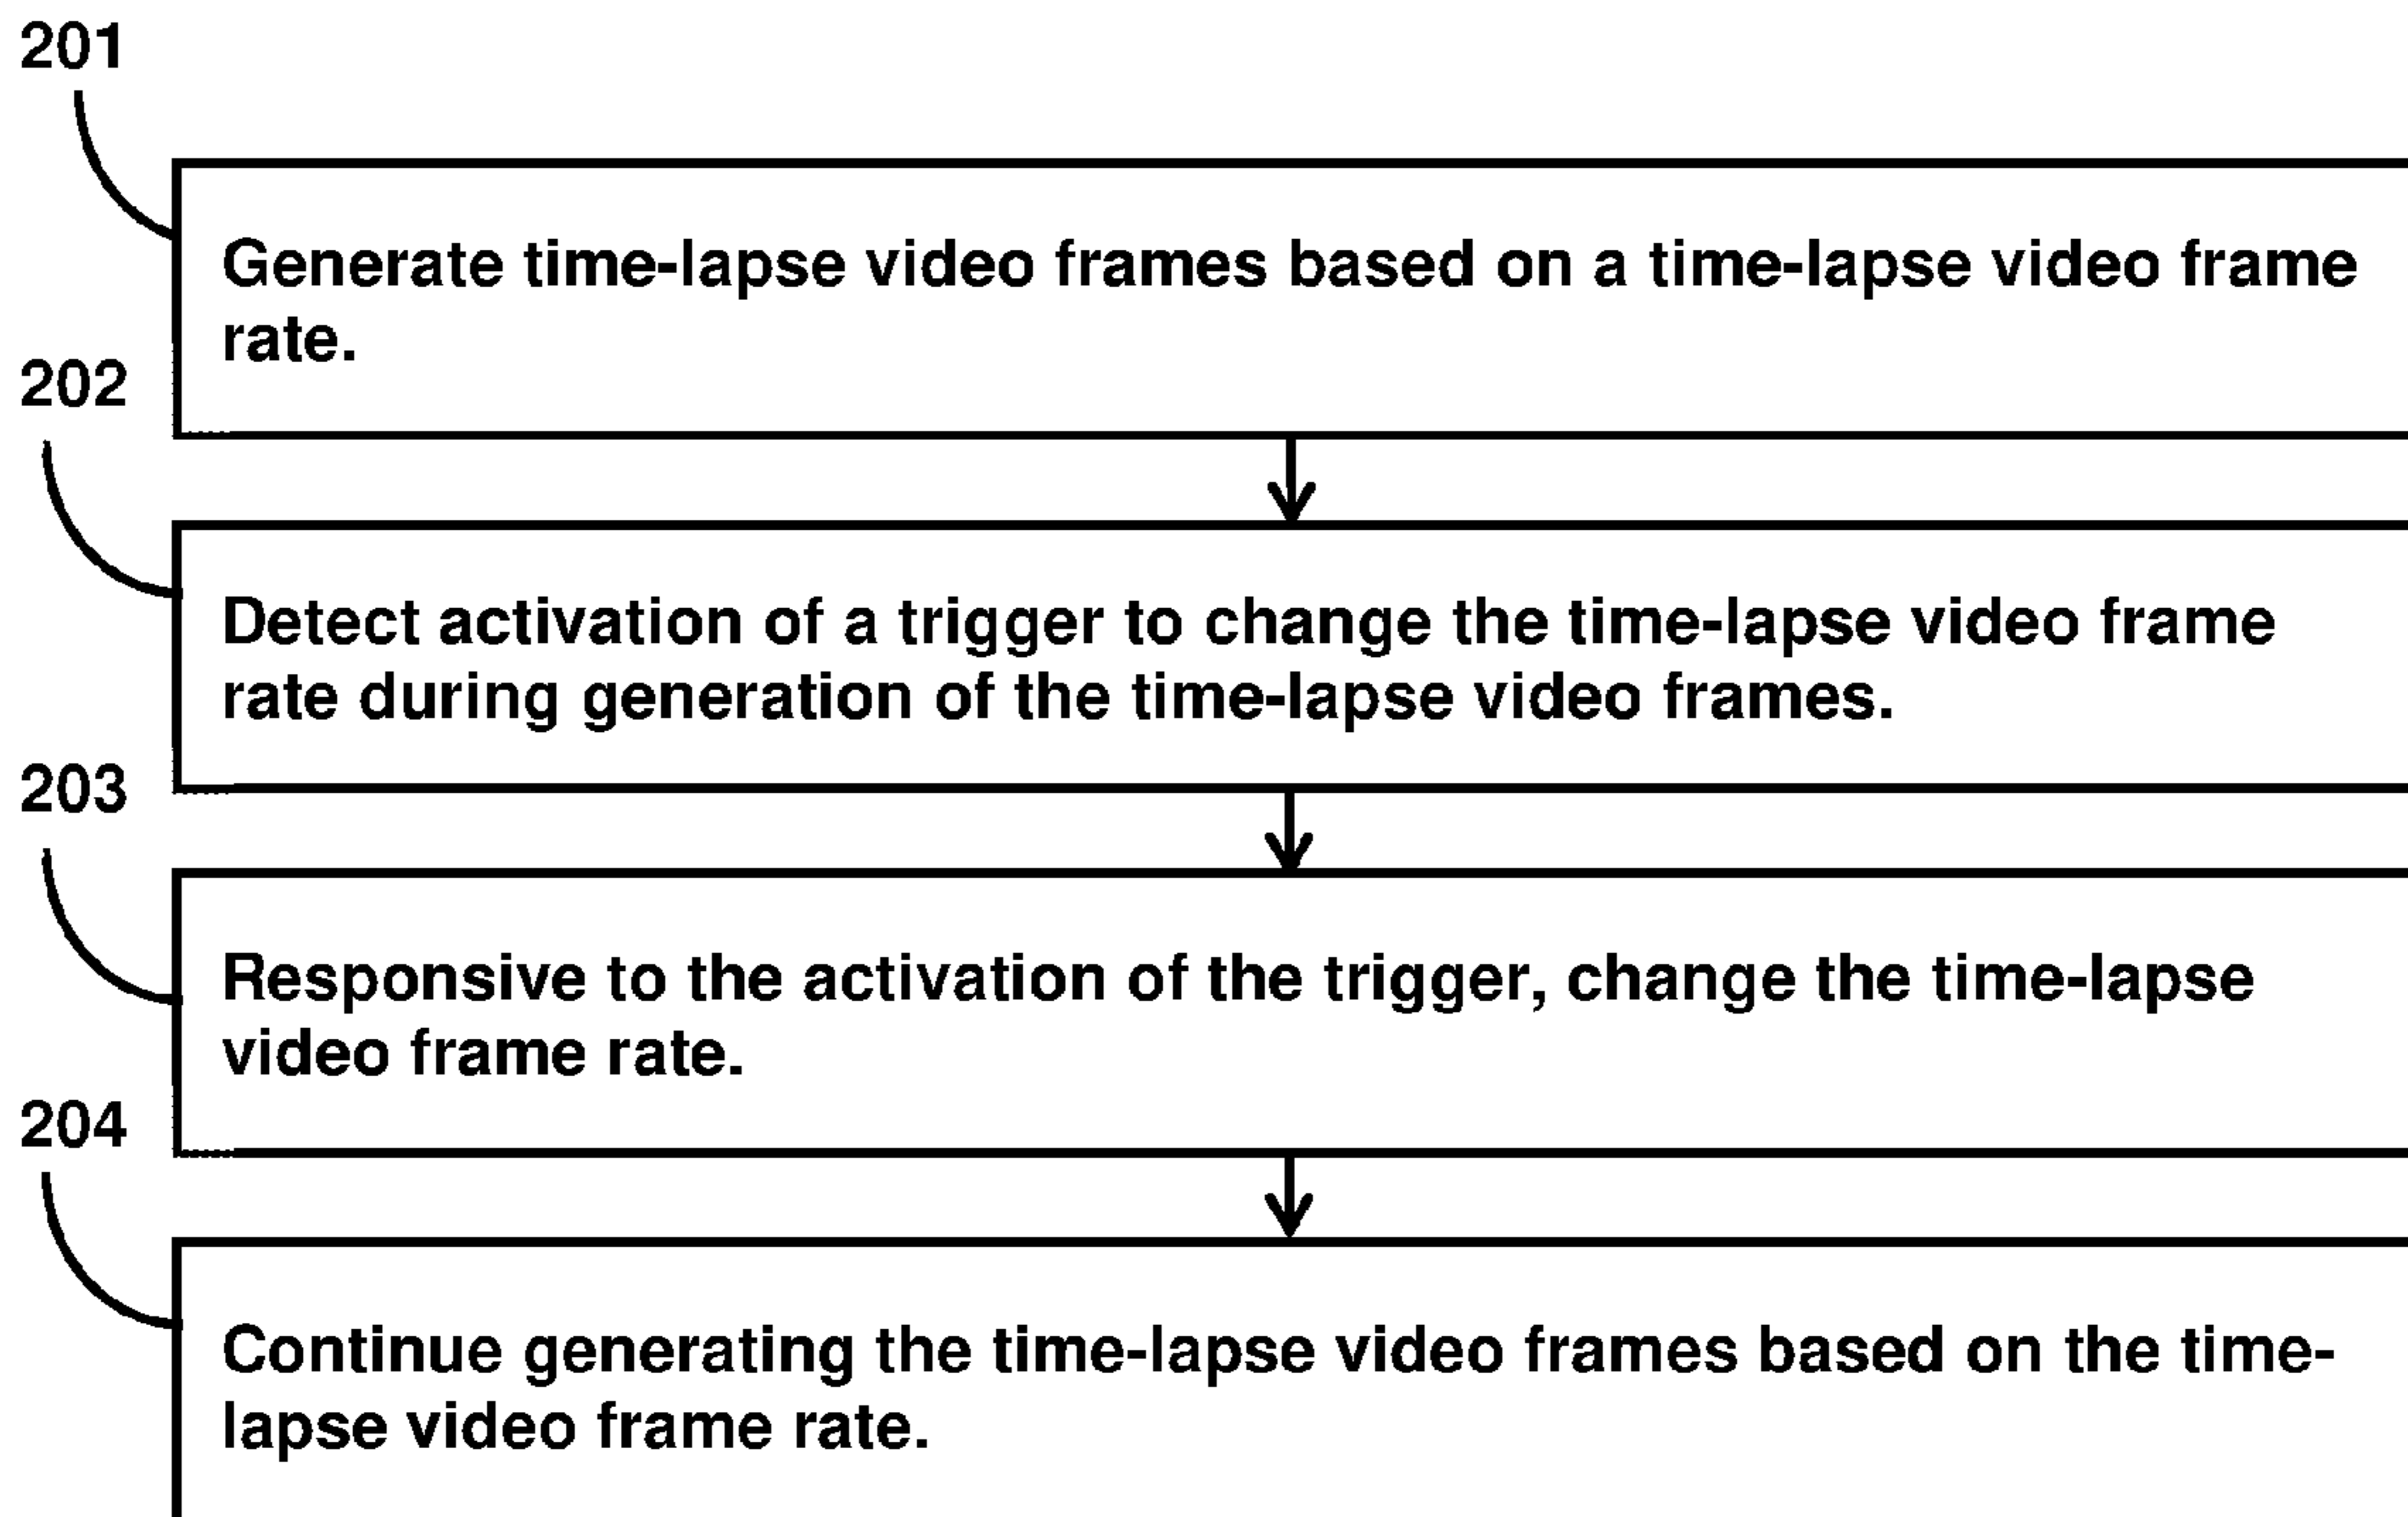 201
Generate time-lapse video frames based on a time-lapse video frame
rate.
202
Detect activation of a trigger to change the time-lapse video frame
rate during generation of the time-lapse video frames.
203
Responsive to the activation of the trigger, change the time-lapse
video frame rate.
204
Continue generating the time-lapse video frames based on the time-
lapse video frame rate.